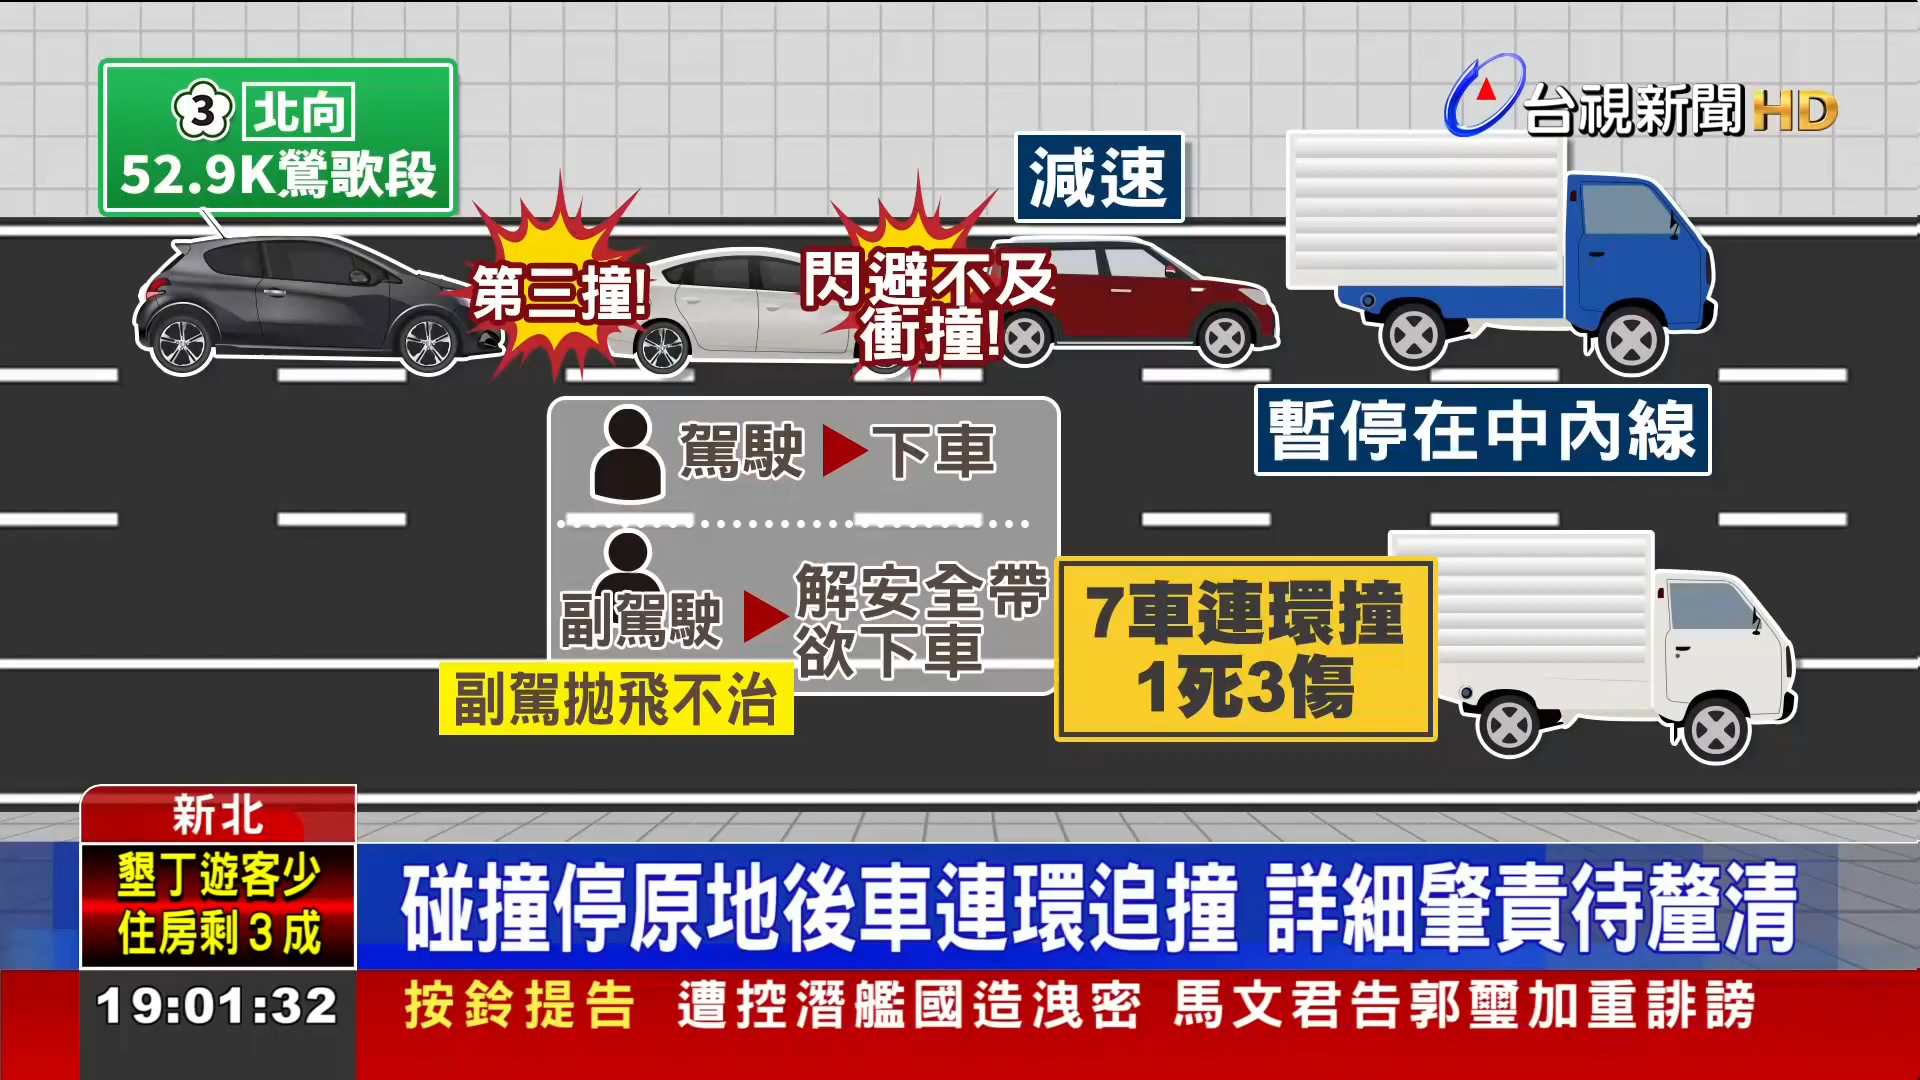 3 北向
52.9K鶯歌段
台視新聞HD
減速
第三撞!
閃避不及
衝撞!
暫停在中內線
駕駛 下車
副駕駛 解安全帶
欲下車
副駕拋飛不治
7車連環撞
1死3傷
新北
墾丁遊客少
住房剩3成
碰撞停原地後車連環追撞 詳細肇責待釐清
19:01:32
按鈴提告 遭控潛艦國造洩密 馬文君告郭璽加重誹謗